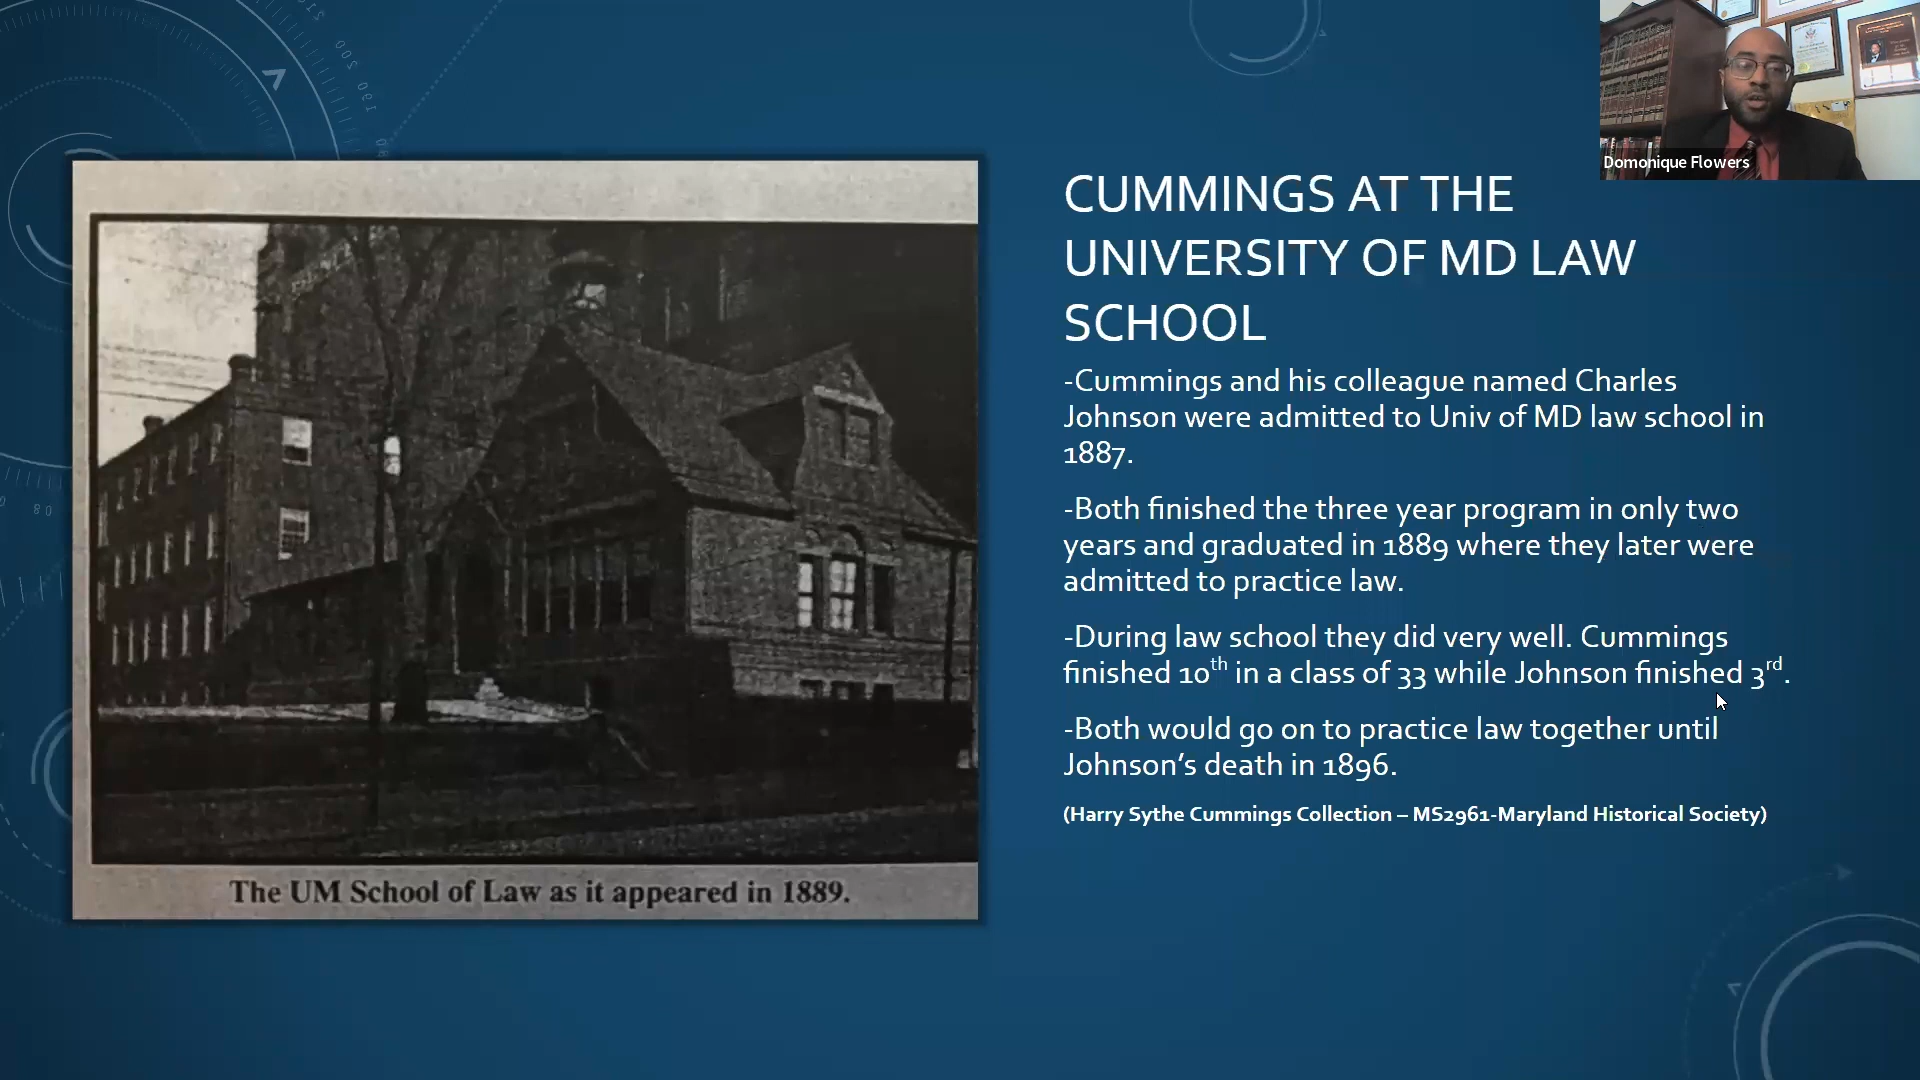 Domonique Flowers
CUMMINGS AT THE
UNIVERSITY OF MD LAW
SCHOOL
-Cummings and his colleague named Charles
Johnson were admitted to Univ of MD law school in
1887.
-Both finished the three year program in only two
years and graduated in 1889 where they later were
admitted to practice law.
-During law school they did very well. Cummings
finished 10th in a class of 33 while Johnson finished 3rd.
-Both would go on to practice law together until
Johnson’s death in 1896.
(Harry Sythe Cummings Collection – MS2961-Maryland Historical Society)
The UM School of Law as it appeared in 1889.